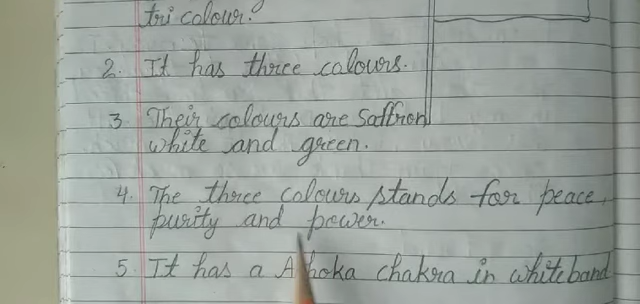 tri colour.
2. It has three colours.
3. Their colours are Saffron
white and green.
4. The three colours stands for peace,
purity and power.
5. It has a Ashoka chakra in white band